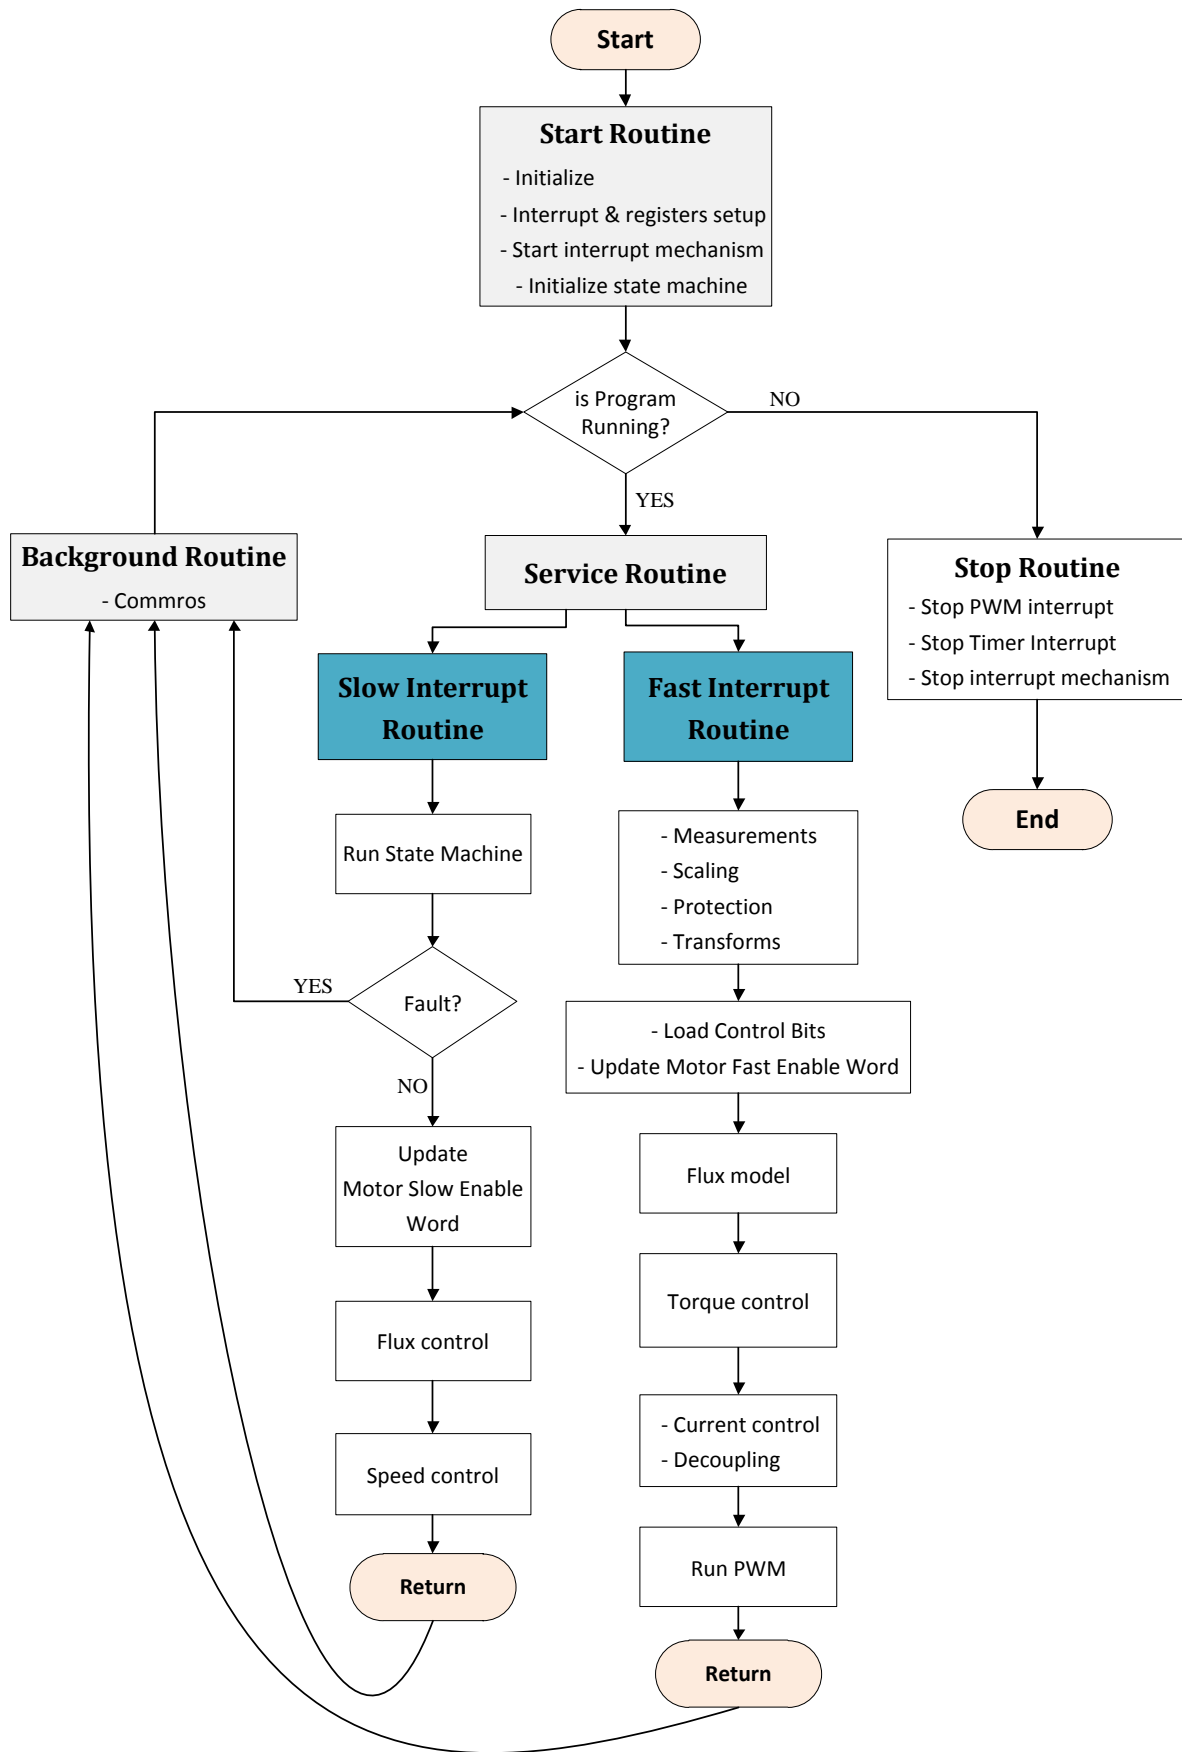 Start
Start Routine
- Initialize
- Interrupt & registers setup
- Start interrupt mechanism
- Initialize state machine
is Program
Running?
NO
YES
Background Routine
- Commros
Service Routine
Stop Routine
- Stop PWM interrupt
- Stop Timer Interrupt
- Stop interrupt mechanism
End
Slow Interrupt
Routine
Run State Machine
Fault?
YES
NO
Update
Motor Slow Enable
Word
Flux control
Speed control
Return
Fast Interrupt
Routine
- Measurements
- Scaling
- Protection
- Transforms
- Load Control Bits
- Update Motor Fast Enable Word
Flux model
Torque control
- Current control
- Decoupling
Run PWM
Return